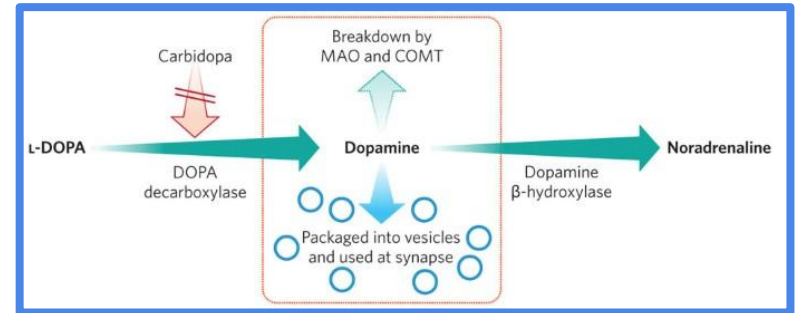 Breakdown by
MAO and COMT
Carbidopa
L-DOPA
Dopamine
Noradrenaline
DOPA
decarboxylase
Dopamine
β-hydroxylase
Packaged into vesicles
and used at synapse